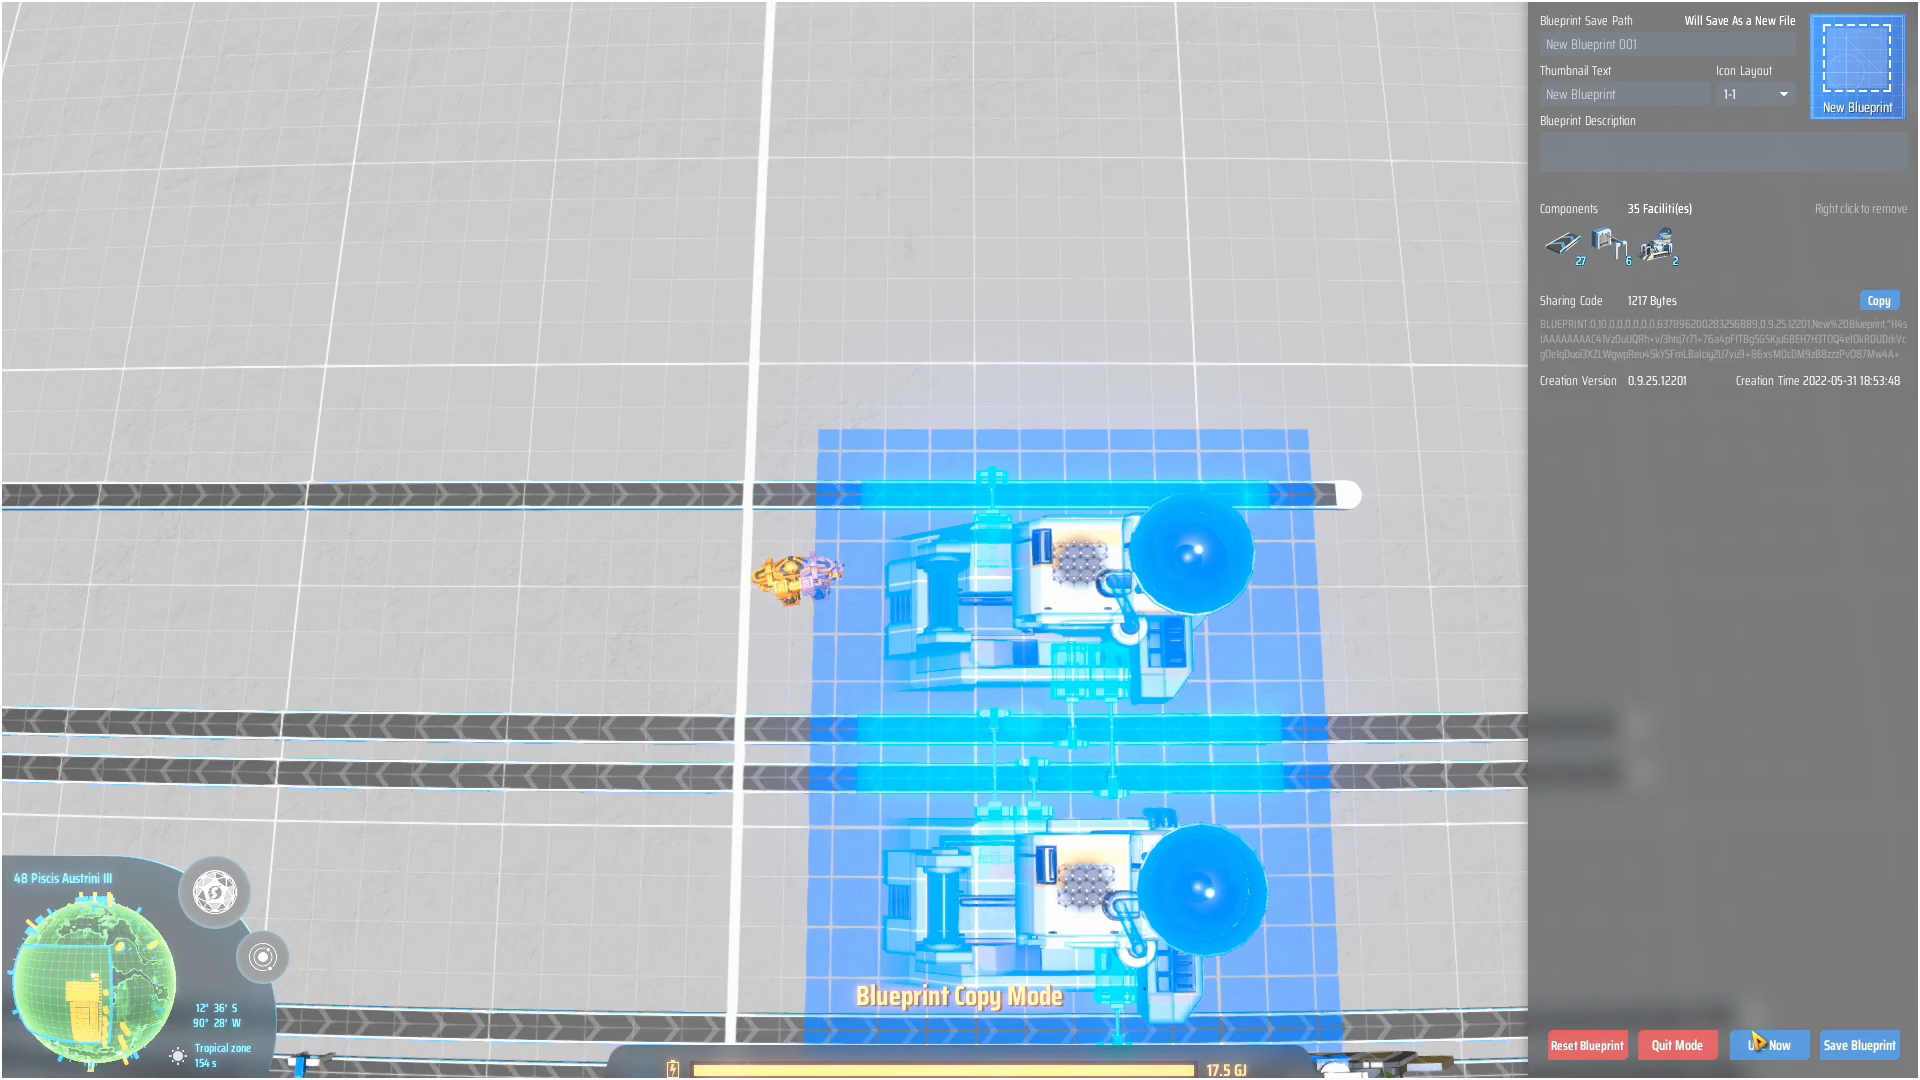 Blueprint Save Path
Will Save As a New File
New Blueprint 001
Thumbnail Text
Icon Layout
New Blueprint
1-1
New Blueprint
Blueprint Description
Components
35 Faciliti(es)
Right click to remove
27
6
2
Sharing Code
1217 Bytes
Copy
Creation Version
0.9.25.12201
Creation Time 2022-05-31 18:53:48
Blueprint Copy Mode
48 Piscis Austrini III
12° 36' S
90° 28' W
Tropical zone
154 s
17.5 GJ
Reset Blueprint
Quit Mode
Now
Save Blueprint